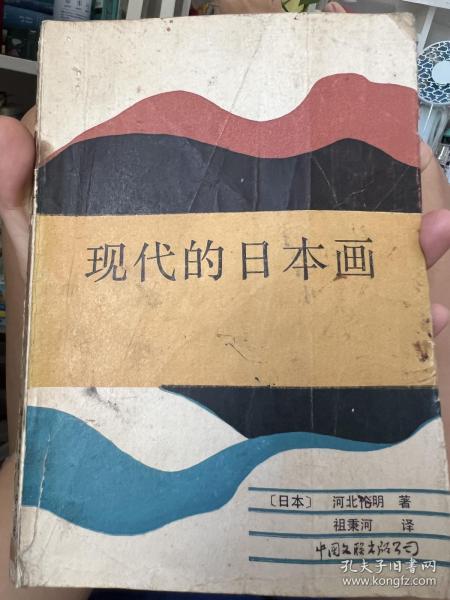 现代的日本画
〔日本〕 河北裕明 著
祖秉河 译
中国文联出版公司
孔夫子旧书网
www.kongfz.com